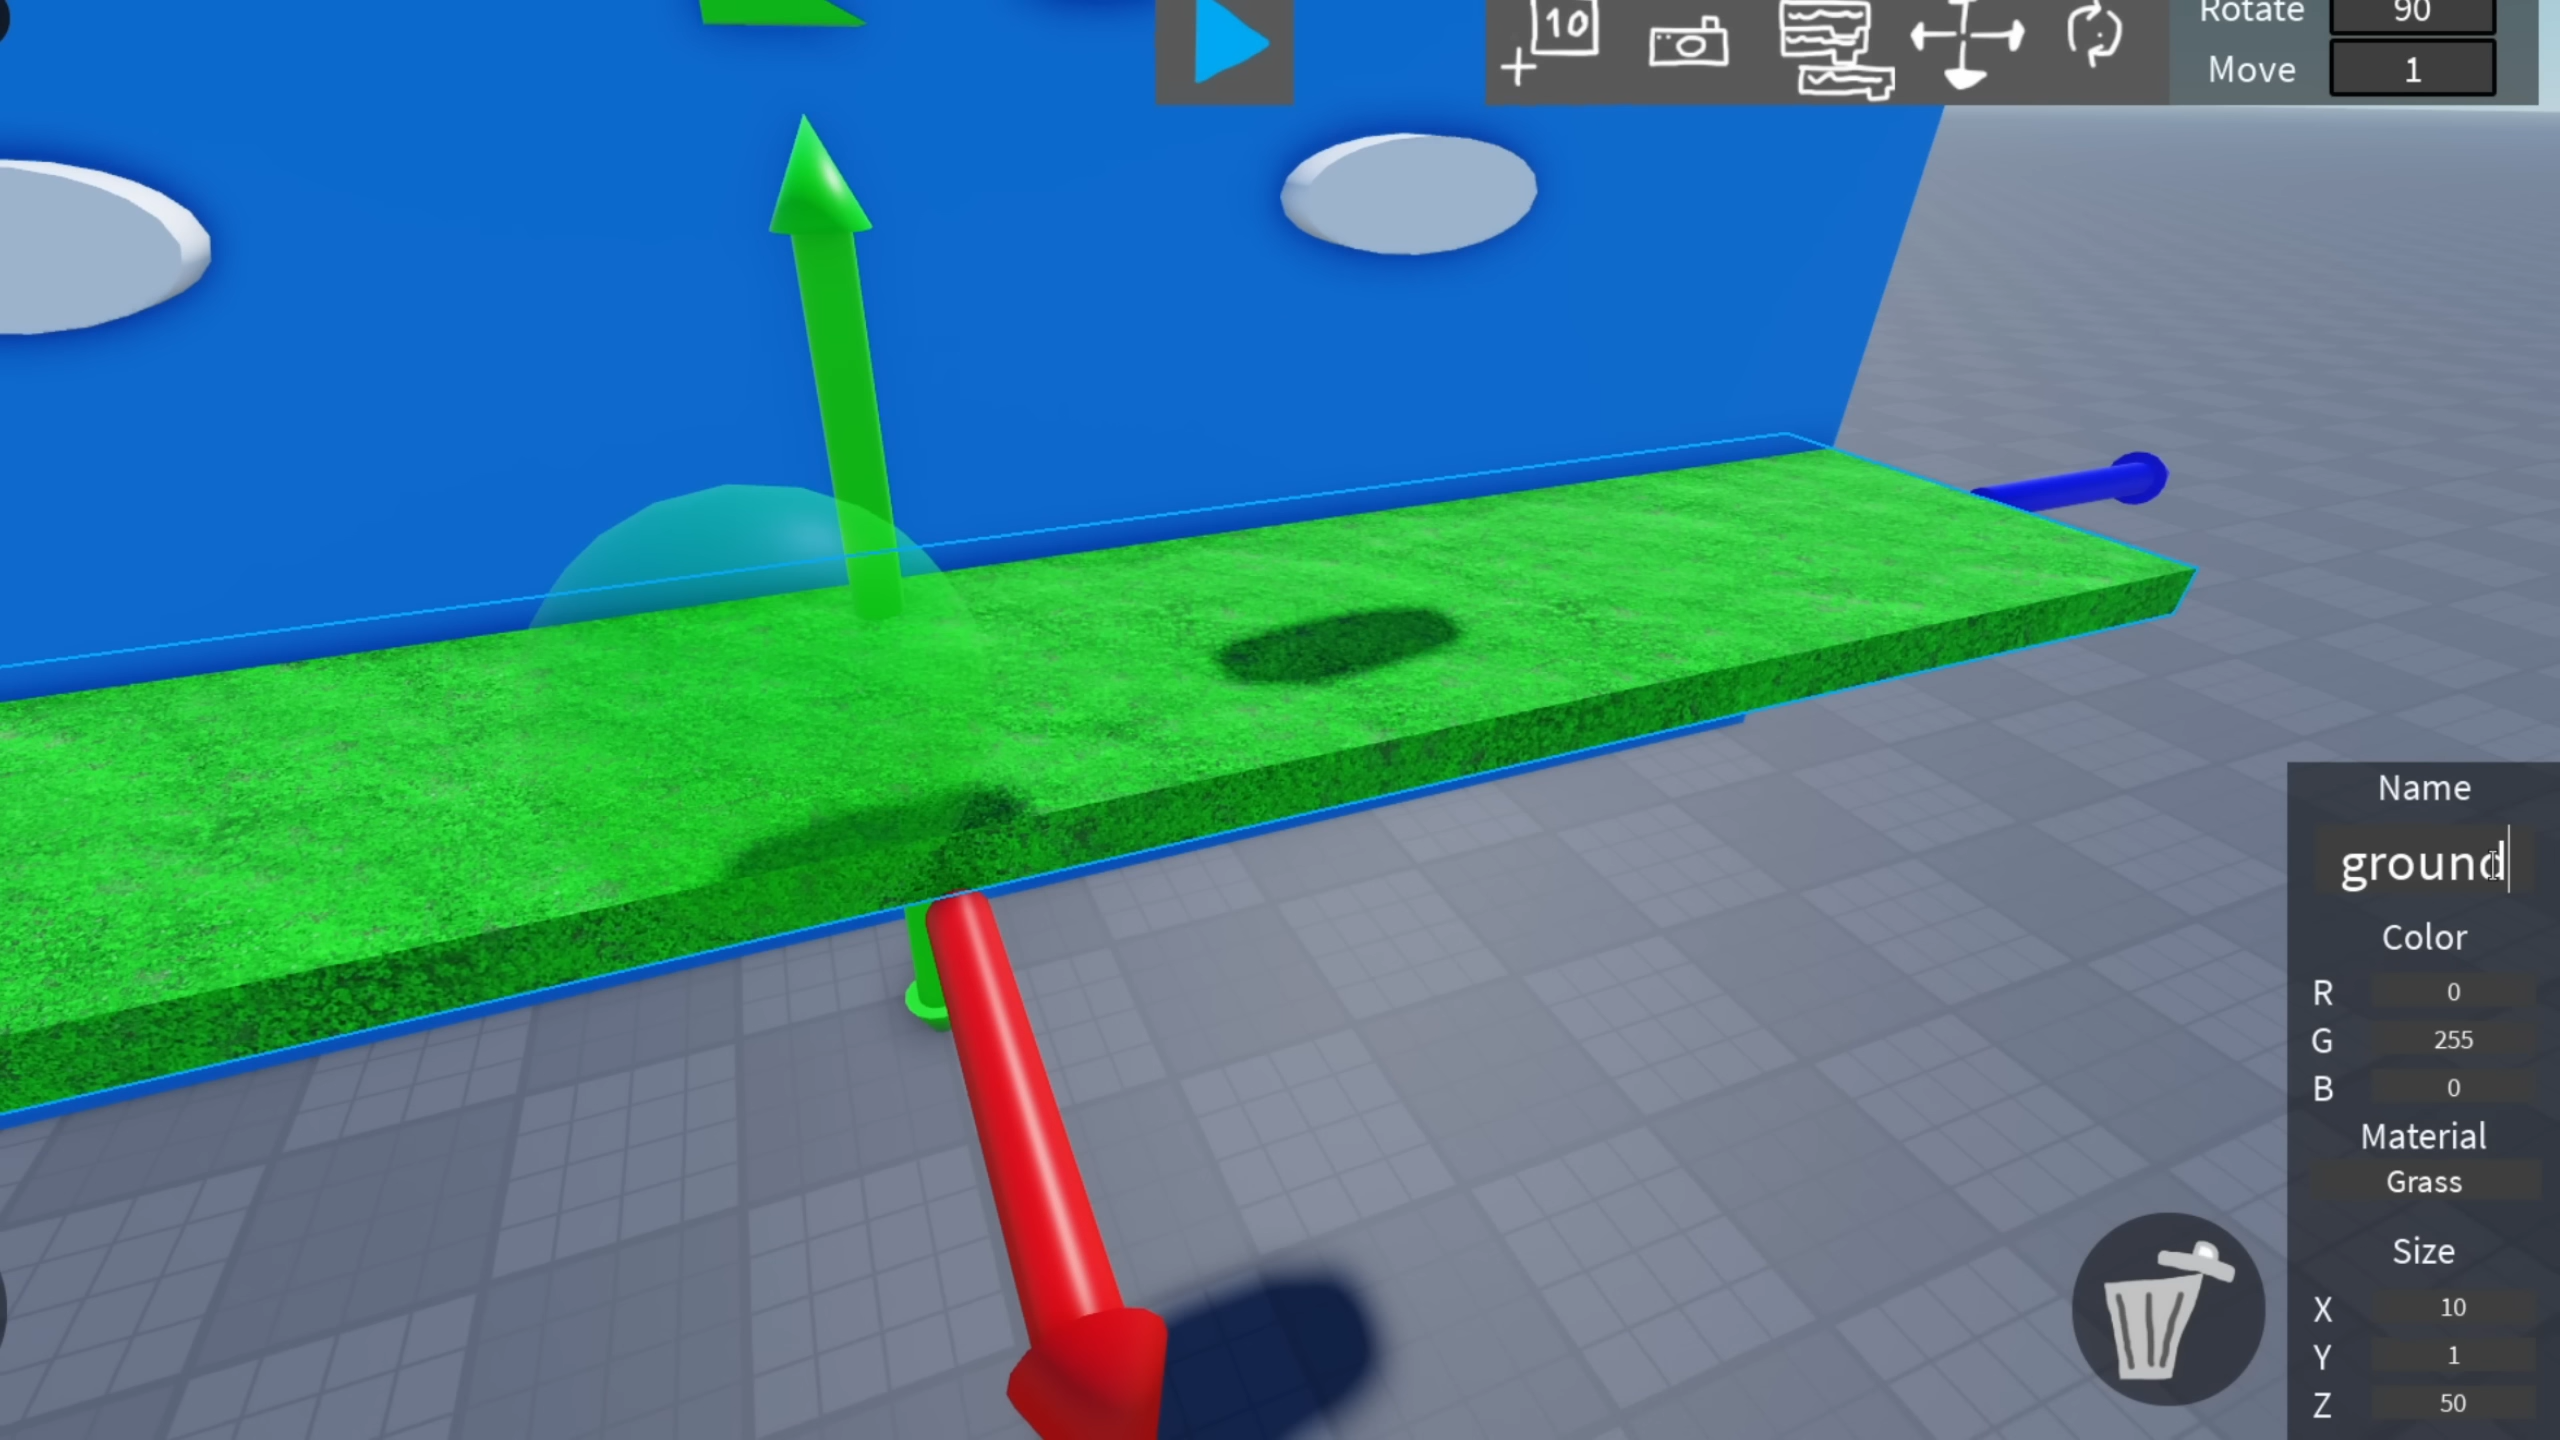 10
Rotate 90
Move 1
Name
ground
Color
R 0
G 255
B 0
Material
Grass
Size
X 10
Y 1
Z 50